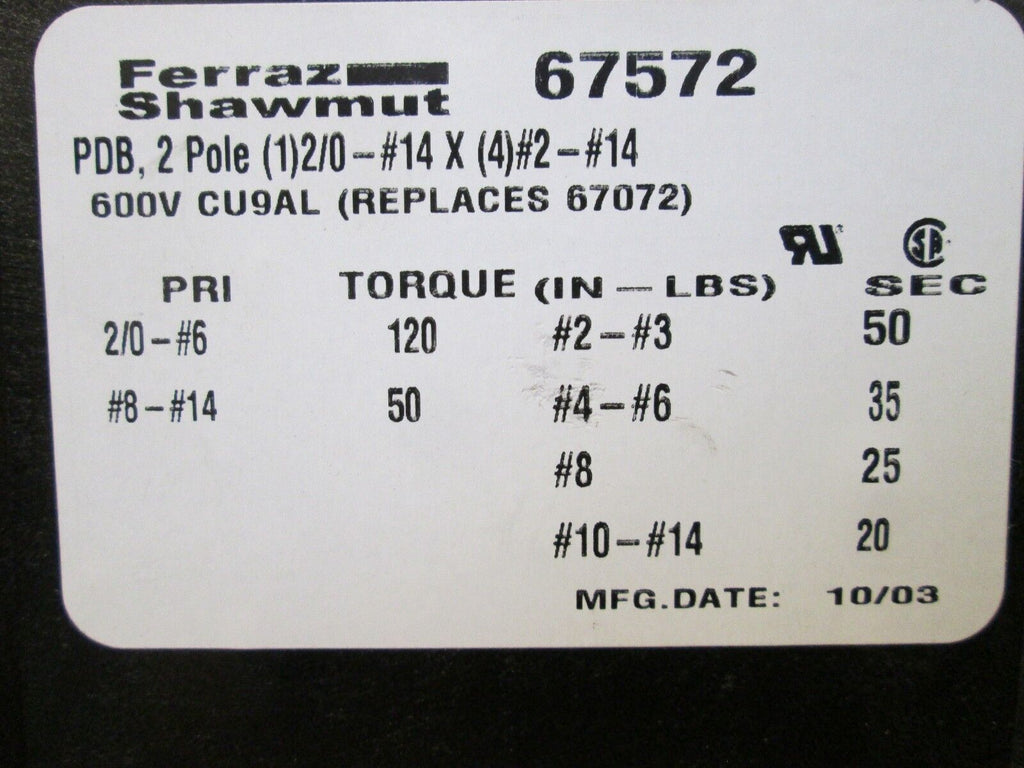 Ferraz
Shawmut 67572
PDB, 2 Pole (1)2/0-#14 X (4)#2-#14
600V CU9AL (REPLACES 67072)
PRI TORQUE (IN-LBS) SEC
2/0-#6 120 #2-#3 50
#8-#14 50 #4-#6 35
#8 25
#10-#14 20
MFG.DATE: 10/03